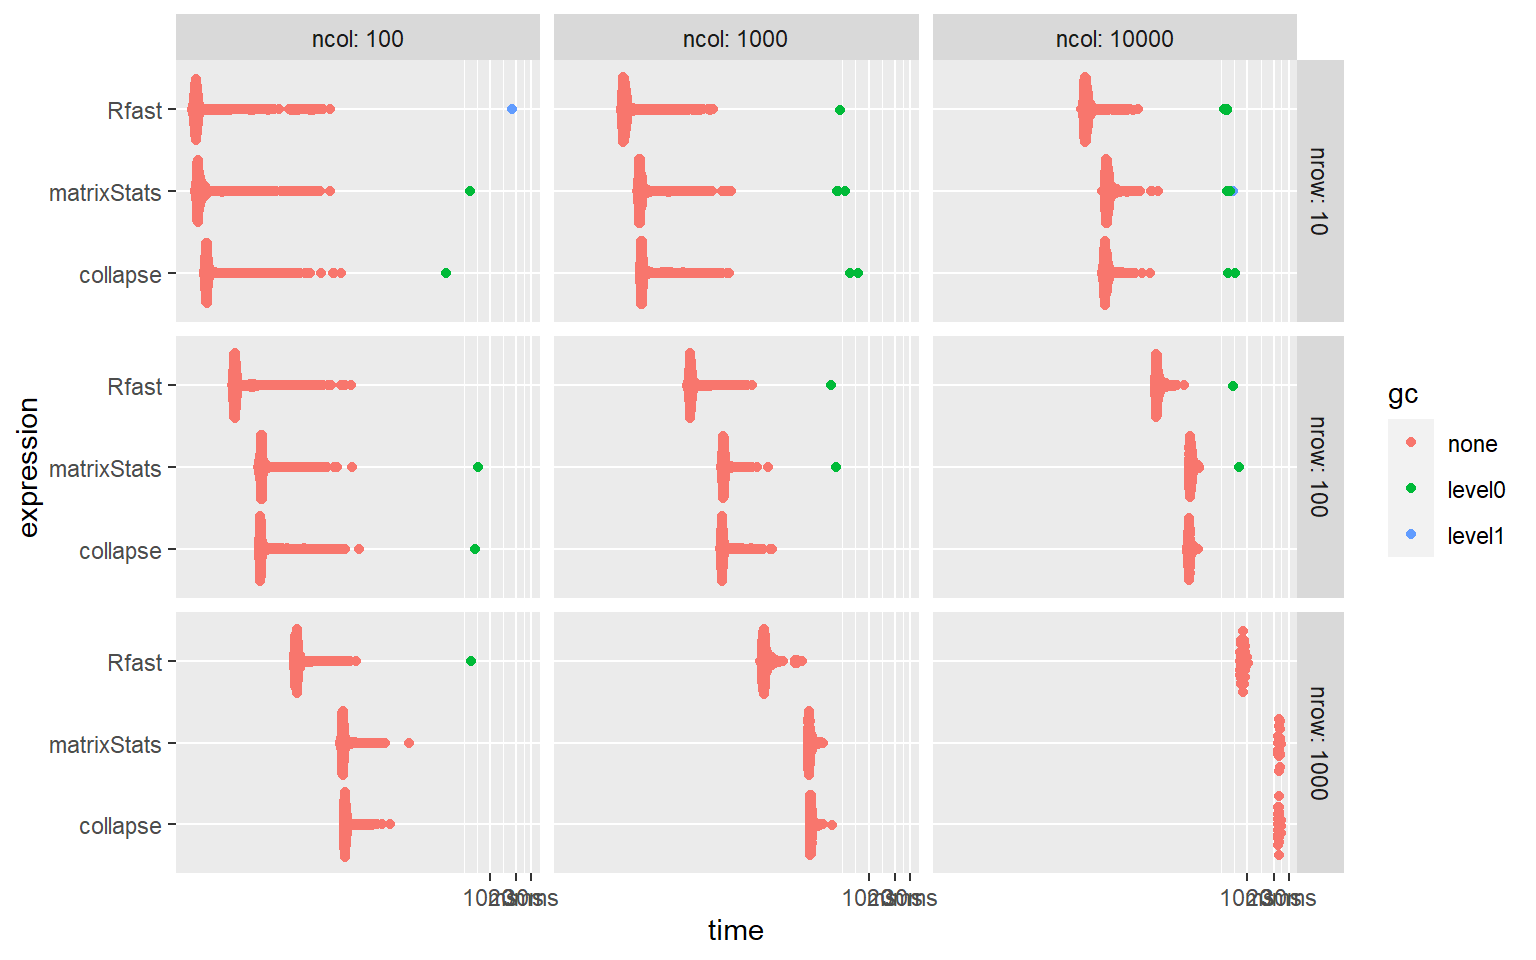 ncol: 100
ncol: 1000
ncol: 10000
Rfast
matrixStats
collapse
nrow: 10
Rfast
matrixStats
collapse
nrow: 100
Rfast
matrixStats
collapse
nrow: 1000
expression
time
gc
none
level0
level1